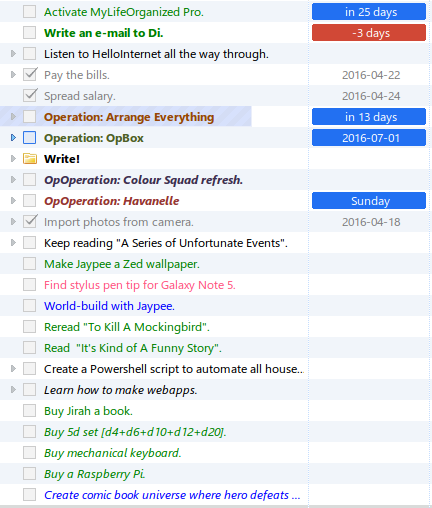 Activate MyLifeOrganized Pro. in 25 days
Write an e-mail to Di. -3 days
Listen to HelloInternet all the way through.
Pay the bills. 2016-04-22
Spread salary. 2016-04-24
Operation: Arrange Everything in 13 days
Operation: OpBox 2016-07-01
Write!
OpOperation: Colour Squad refresh.
OpOperation: Havanelle Sunday
Import photos from camera. 2016-04-18
Keep reading "A Series of Unfortunate Events".
Make Jaypee a Zed wallpaper.
Find stylus pen tip for Galaxy Note 5.
World-build with Jaypee.
Reread "To Kill A Mockingbird".
Read "It's Kind of A Funny Story".
Create a Powershell script to automate all house...
Learn how to make webapps.
Buy Jirah a book.
Buy 5d set [d4+d6+d10+d12+d20].
Buy mechanical keyboard.
Buy a Raspberry Pi.
Create comic book universe where hero defeats ...